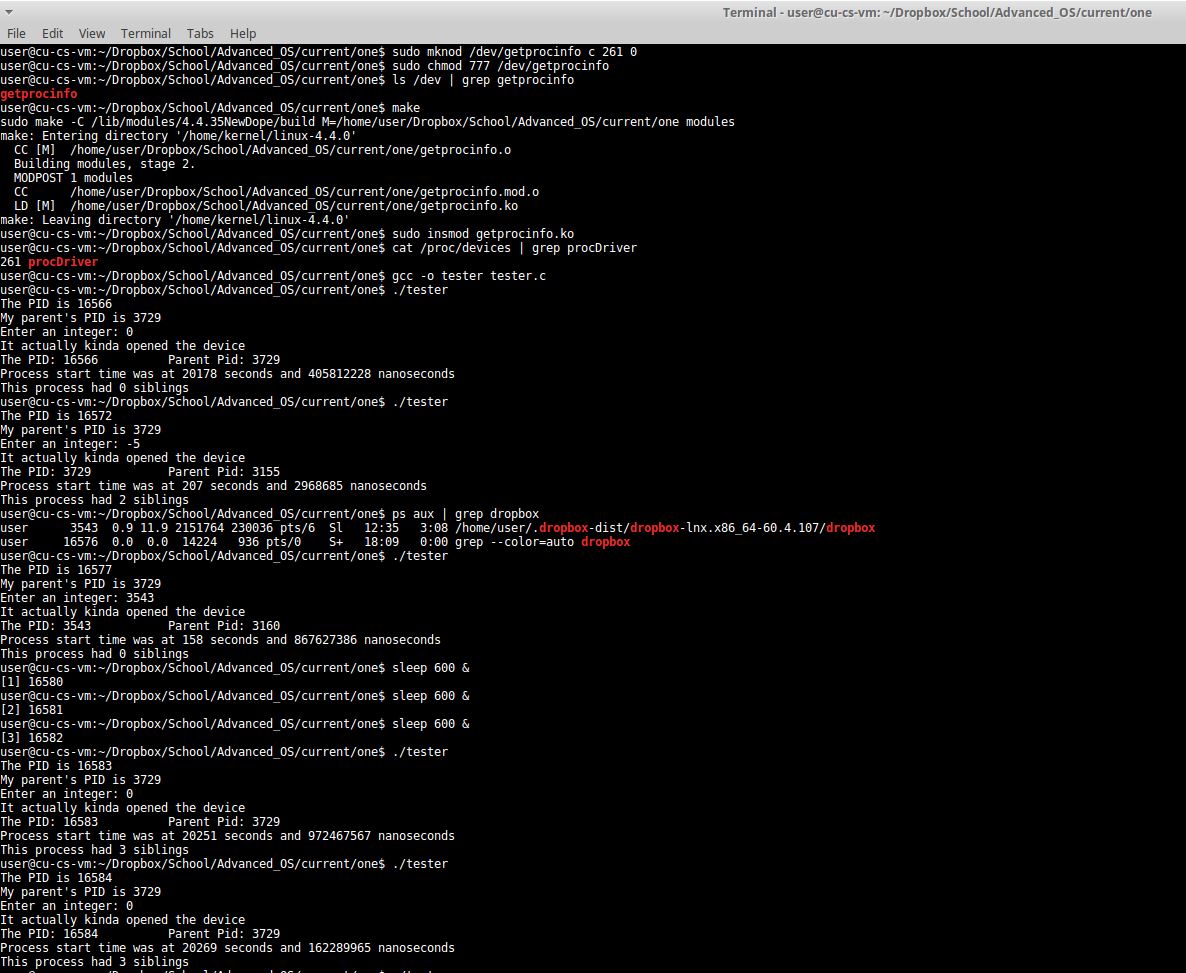 Terminal - user@cu-cs-vm: ~/Dropbox/School/Advanced_OS/current/one
File Edit View Terminal Tabs Help
user@cu-cs-vm:~/Dropbox/School/Advanced_OS/current/one$ sudo mknod /dev/getprocinfo c 261 0
user@cu-cs-vm:~/Dropbox/School/Advanced_OS/current/one$ sudo chmod 777 /dev/getprocinfo
user@cu-cs-vm:~/Dropbox/School/Advanced_OS/current/one$ ls /dev | grep getprocinfo
getprocinfo
user@cu-cs-vm:~/Dropbox/School/Advanced_OS/current/one$ make
sudo make -C /lib/modules/4.4.35NewDope/build M=/home/user/Dropbox/School/Advanced_OS/current/one modules
make: Entering directory '/home/kernel/linux-4.4.0'
  CC [M]  /home/user/Dropbox/School/Advanced_OS/current/one/getprocinfo.o
  Building modules, stage 2.
  MODPOST 1 modules
  CC      /home/user/Dropbox/School/Advanced_OS/current/one/getprocinfo.mod.o
  LD [M]  /home/user/Dropbox/School/Advanced_OS/current/one/getprocinfo.ko
make: Leaving directory '/home/kernel/linux-4.4.0'
user@cu-cs-vm:~/Dropbox/School/Advanced_OS/current/one$ sudo insmod getprocinfo.ko
user@cu-cs-vm:~/Dropbox/School/Advanced_OS/current/one$ cat /proc/devices | grep procDriver
261 procDriver
user@cu-cs-vm:~/Dropbox/School/Advanced_OS/current/one$ gcc -o tester tester.c
user@cu-cs-vm:~/Dropbox/School/Advanced_OS/current/one$ ./tester
The PID is 16566
My parent's PID is 3729
Enter an integer: 0
It actually kinda opened the device
The PID: 16566          Parent Pid: 3729
Process start time was at 20178 seconds and 405812228 nanoseconds
This process had 0 siblings
user@cu-cs-vm:~/Dropbox/School/Advanced_OS/current/one$ ./tester
The PID is 16572
My parent's PID is 3729
Enter an integer: -5
It actually kinda opened the device
The PID: 3729           Parent Pid: 3155
Process start time was at 207 seconds and 2968685 nanoseconds
This process had 2 siblings
user@cu-cs-vm:~/Dropbox/School/Advanced_OS/current/one$ ps aux | grep dropbox
user      3543  0.9 11.9 2151764 230036 pts/6  Sl   12:35   3:08 /home/user/.dropbox-dist/dropbox-lnx.x86_64-60.4.107/dropbox
user     16576  0.0  0.0  14224   936 pts/0    S+   18:09   0:00 grep --color=auto dropbox
user@cu-cs-vm:~/Dropbox/School/Advanced_OS/current/one$ ./tester
The PID is 16577
My parent's PID is 3729
Enter an integer: 3543
It actually kinda opened the device
The PID: 3543           Parent Pid: 3160
Process start time was at 158 seconds and 867627386 nanoseconds
This process had 0 siblings
user@cu-cs-vm:~/Dropbox/School/Advanced_OS/current/one$ sleep 600 &
[1] 16580
user@cu-cs-vm:~/Dropbox/School/Advanced_OS/current/one$ sleep 600 &
[2] 16581
user@cu-cs-vm:~/Dropbox/School/Advanced_OS/current/one$ sleep 600 &
[3] 16582
user@cu-cs-vm:~/Dropbox/School/Advanced_OS/current/one$ ./tester
The PID is 16583
My parent's PID is 3729
Enter an integer: 0
It actually kinda opened the device
The PID: 16583          Parent Pid: 3729
Process start time was at 20251 seconds and 972467567 nanoseconds
This process had 3 siblings
user@cu-cs-vm:~/Dropbox/School/Advanced_OS/current/one$ ./tester
The PID is 16584
My parent's PID is 3729
Enter an integer: 0
It actually kinda opened the device
The PID: 16584          Parent Pid: 3729
Process start time was at 20269 seconds and 162289965 nanoseconds
This process had 3 siblings